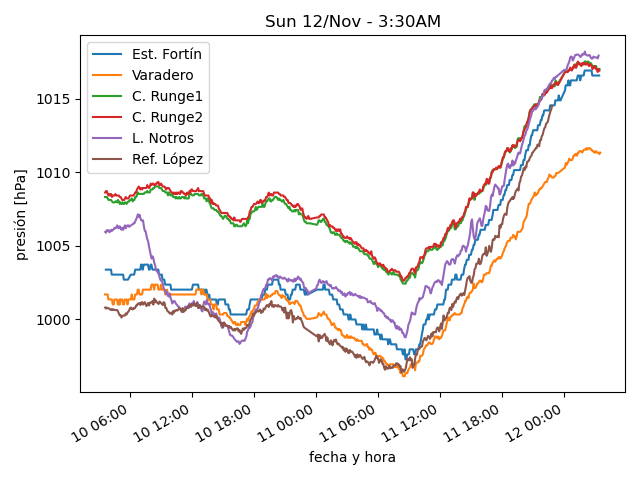 Sun 12/Nov - 3:30AM
Est. Fortín
Varadero
C. Runge1
C. Runge2
L. Notros
Ref. López
presión [hPa]
1015
1010
1005
1000
10 06:00
10 12:00
10 18:00
11 00:00
11 06:00
11 12:00
11 18:00
12 00:00
fecha y hora